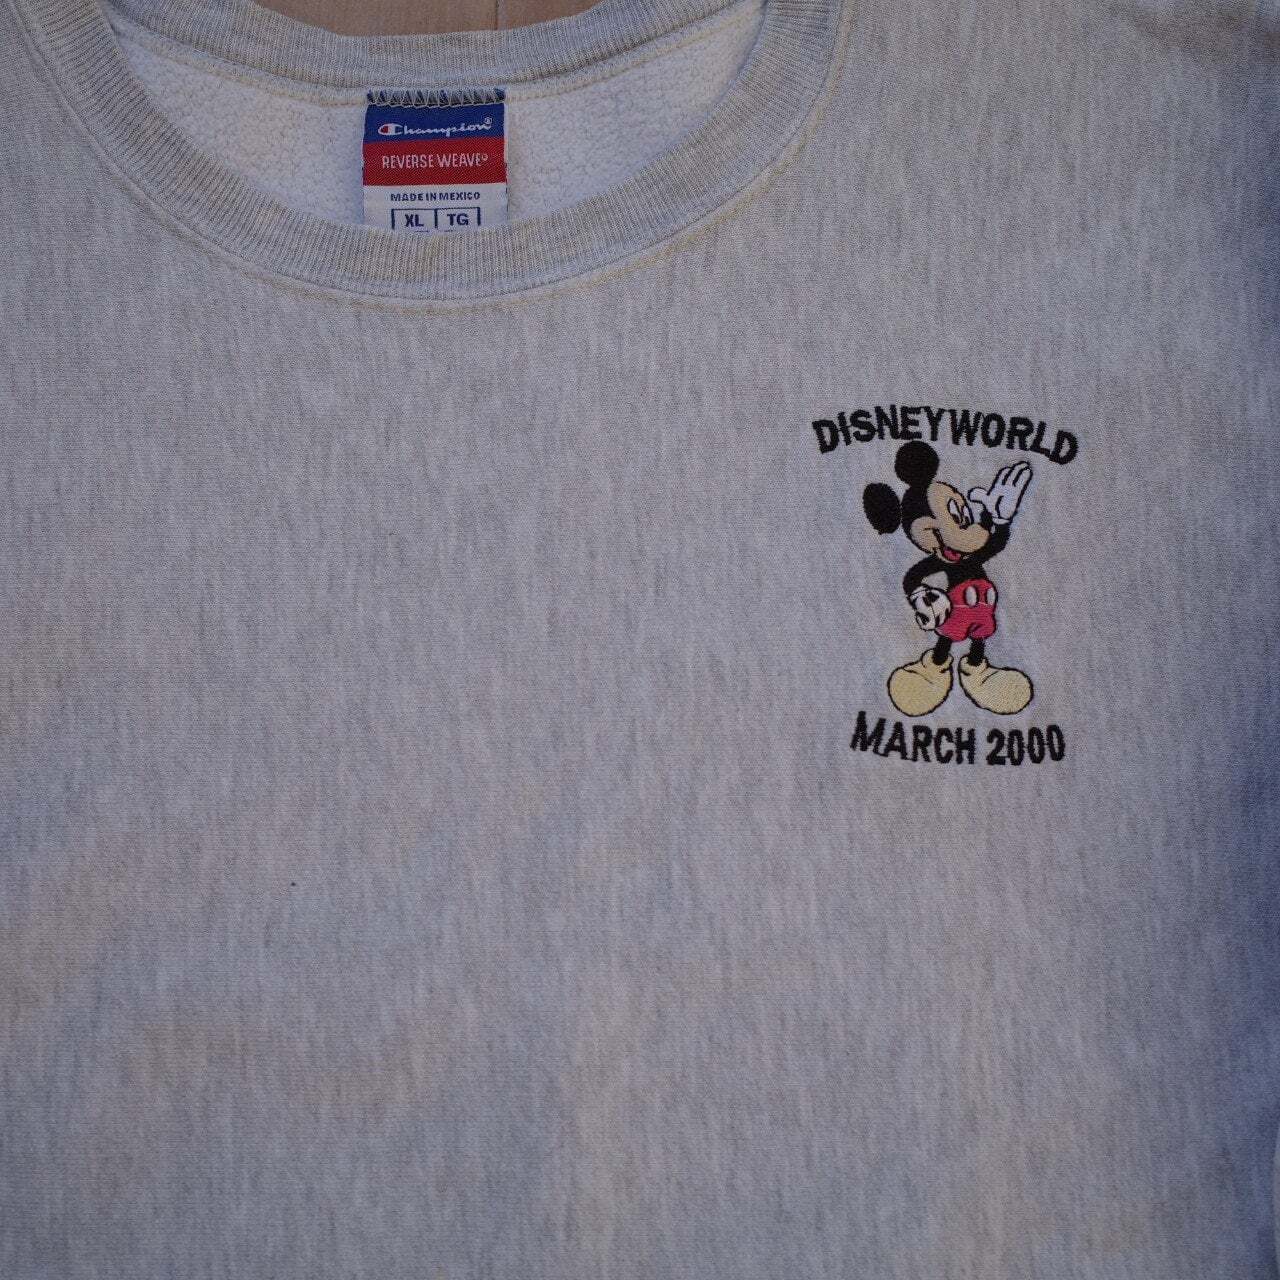 Champion®
REVERSE WEAVE®
MADE IN MEXICO
XL TG
DISNEYWORLD
MARCH 2000